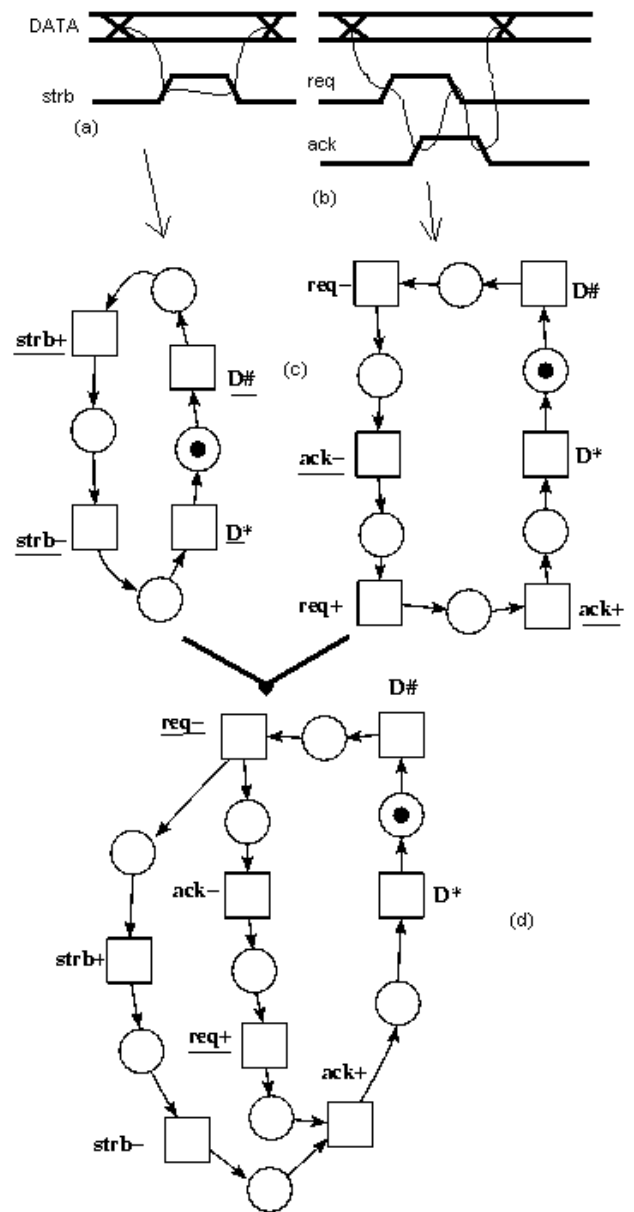 DATA
strb
(a)
req
ack
(b)
strb+
D#
(c)
strb−
D*
req−
D#
ack−
D*
req+
ack+
D#
req−
ack−
D*
(d)
strb+
req+
ack+
strb−